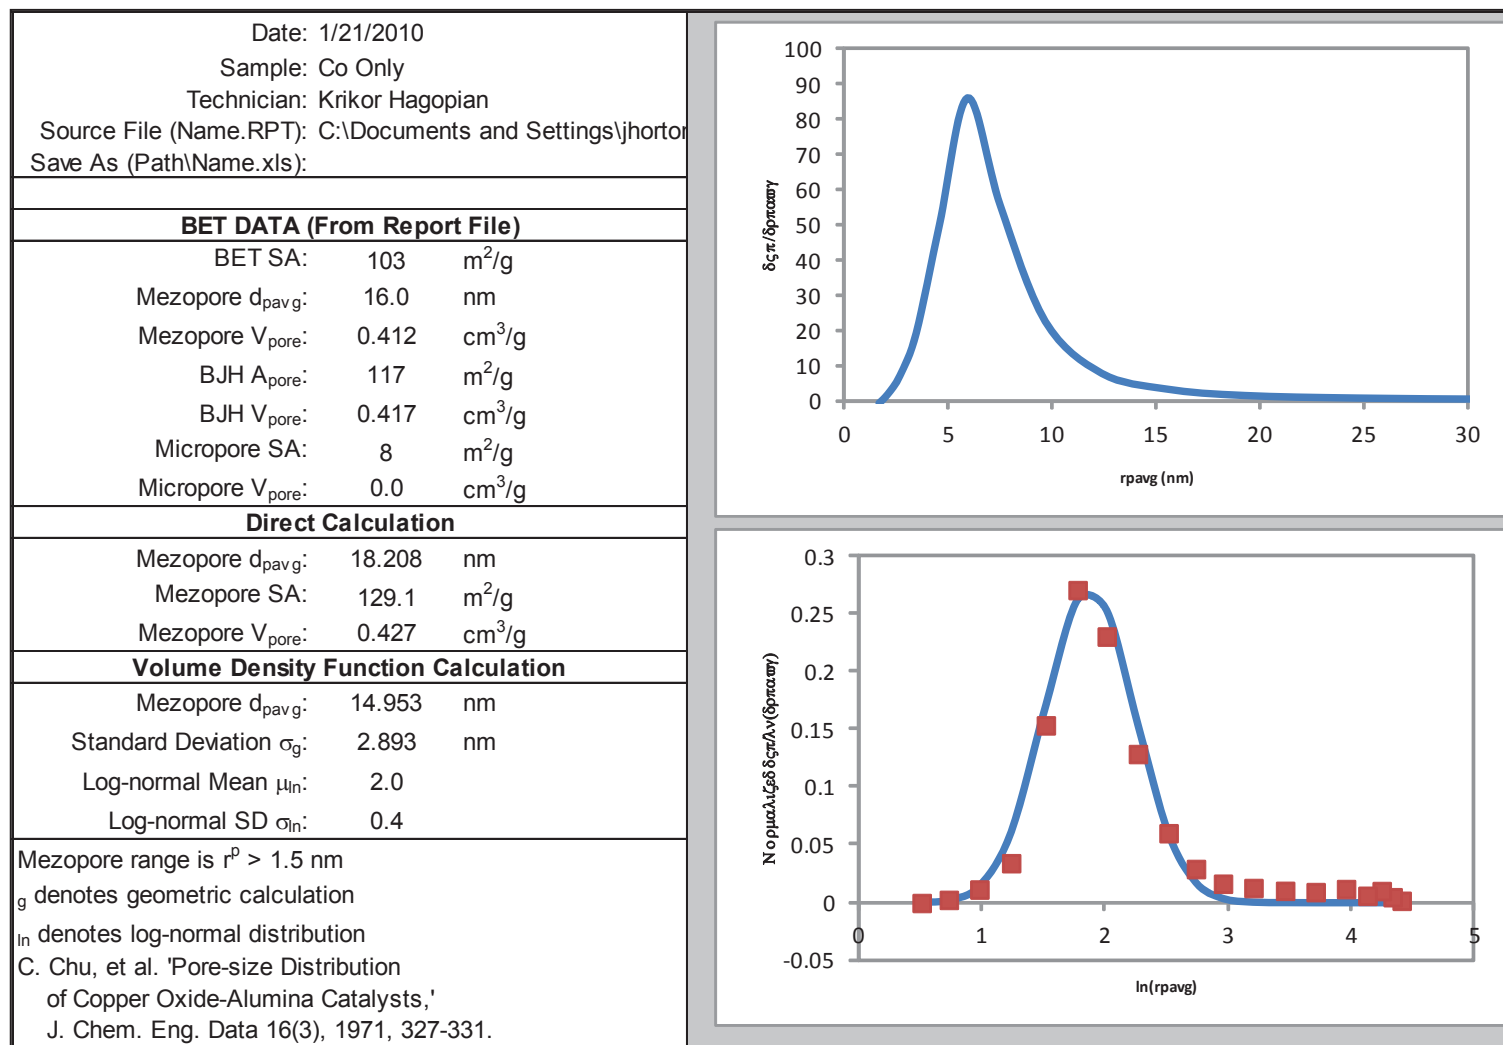 Date: 1/21/2010
Sample: Co Only
Technician: Krikor Hagopian
Source File (Name.RPT): C:\Documents and Settings\jhorton
Save As (Path\Name.xls):
BET DATA (From Report File)
BET SA: 103 m²/g
Mezopore dpavg: 16.0 nm
Mezopore Vpore: 0.412 cm³/g
BJH Apore: 117 m²/g
BJH Vpore: 0.417 cm³/g
Micropore SA: 8 m²/g
Micropore Vpore: 0.0 cm³/g
Direct Calculation
Mezopore dpavg: 18.208 nm
Mezopore SA: 129.1 m²/g
Mezopore Vpore: 0.427 cm³/g
Volume Density Function Calculation
Mezopore dpavg: 14.953 nm
Standard Deviation σg: 2.893 nm
Log-normal Mean μln: 2.0
Log-normal SD σln: 0.4
Mezopore range is rᵖ > 1.5 nm
g denotes geometric calculation
ln denotes log-normal distribution
C. Chu, et al. 'Pore-size Distribution
of Copper Oxide-Alumina Catalysts,'
J. Chem. Eng. Data 16(3), 1971, 327-331.
δςπ/δρπαϖγ
100
90
80
70
60
50
40
30
20
10
0
0 5 10 15 20 25 30
rpavg (nm)
Νορμαλιζεδ δςπ/λν(δρπαϖγ)
0.3
0.25
0.2
0.15
0.1
0.05
0
-0.05
0 1 2 3 4 5
ln(rpavg)